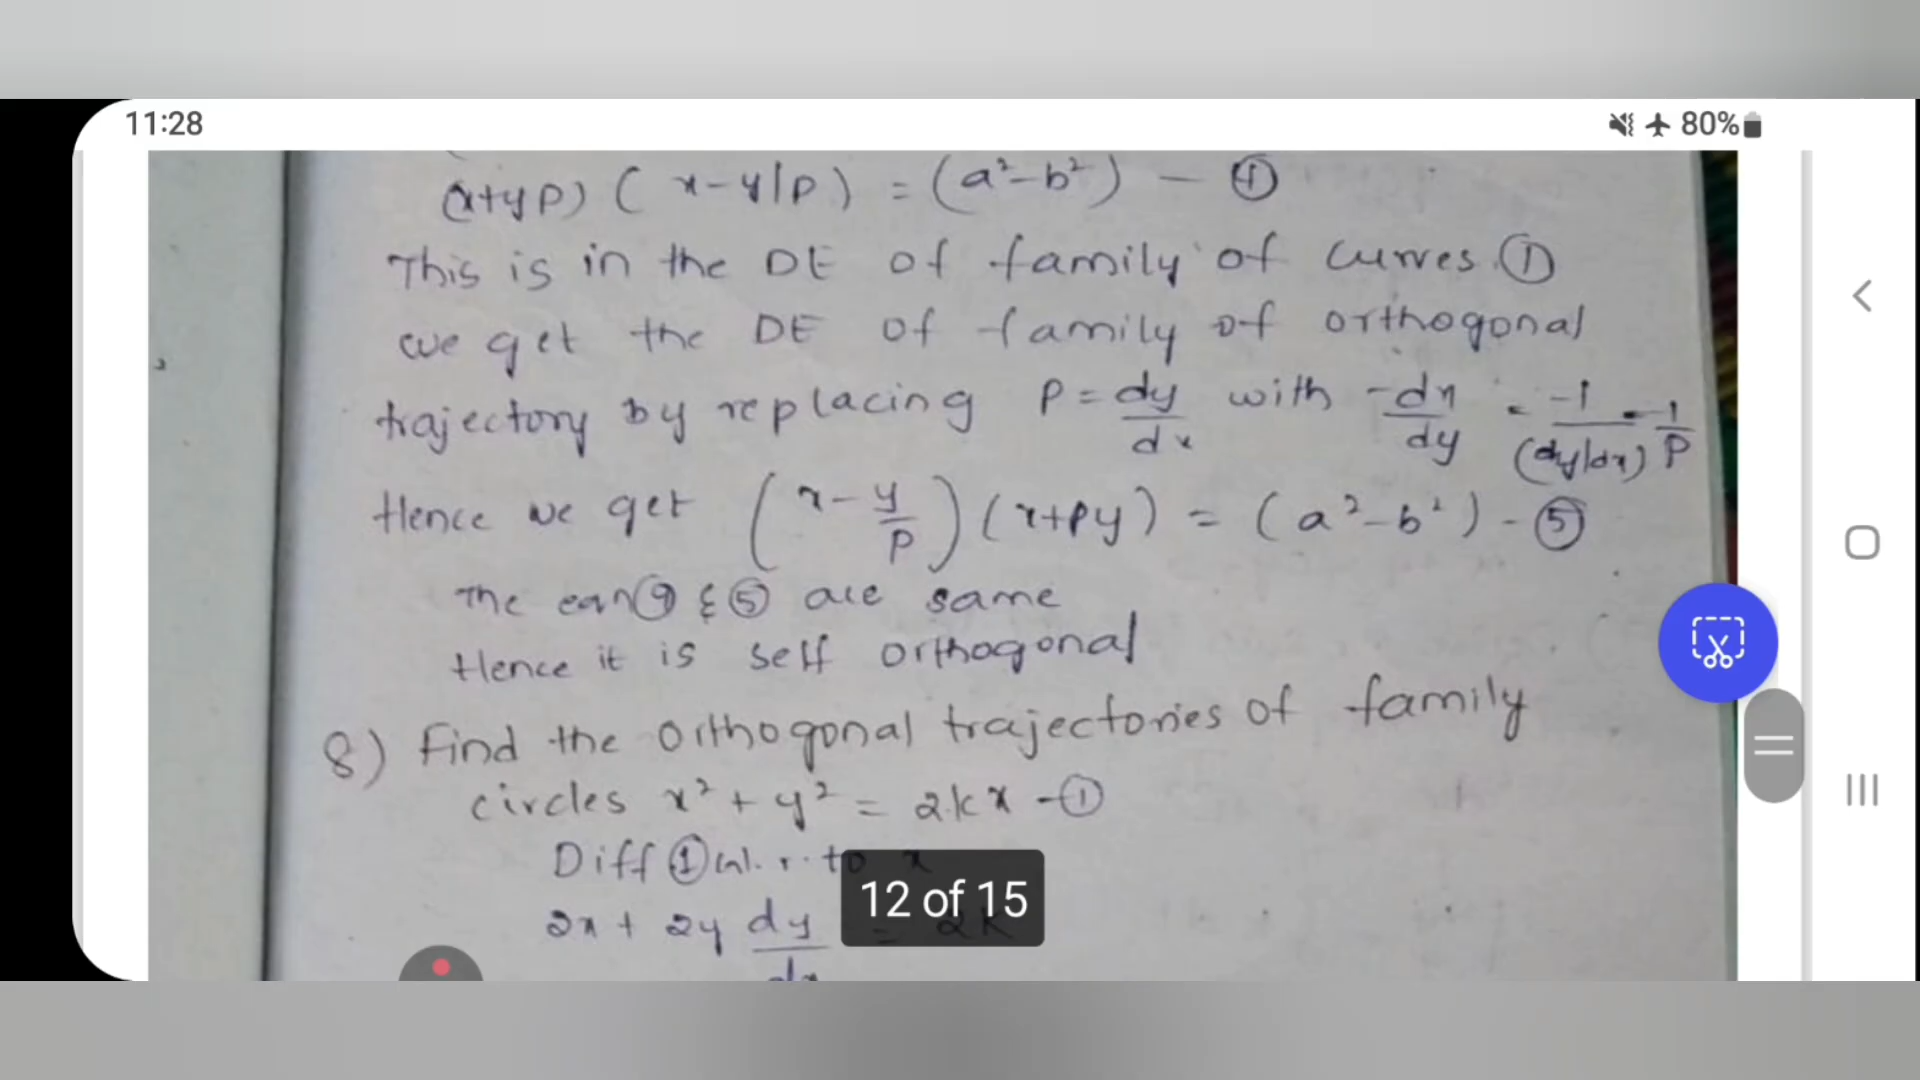 11:28
80%
(x+yp) (x-y/p) = (a²-b²) - ④
This is in the DE of family of curves ①
we get the DE of family of orthogonal
trajectory by replacing P = dy/dx with -dx/dy = -1/(dy/dx) = -1/P
Hence we get (x - y/p) (x+py) = (a²-b²) - ⑤
The ④ & ⑤ are same
Hence it is self orthogonal
8) Find the orthogonal trajectories of family
circles x² + y² = 2kx - ①
Diff ① w. r. to x
2x + 2y dy/dx = 2k
12 of 15